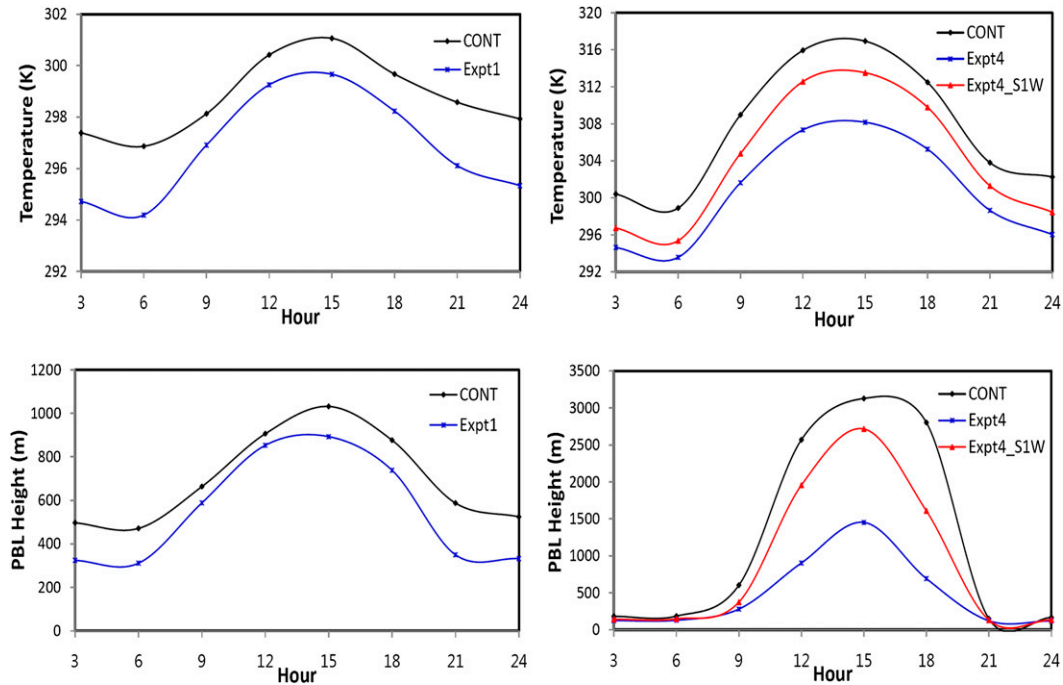 302
300
298
296
294
292
Temperature (K)
CONT
Expt1
3 6 9 12 15 18 21 24
Hour
320
316
312
308
304
300
296
292
Temperature (K)
CONT
Expt4
Expt4_S1W
3 6 9 12 15 18 21 24
Hour
1200
1000
800
600
400
200
0
PBL Height (m)
CONT
Expt1
3 6 9 12 15 18 21 24
Hour
3500
3000
2500
2000
1500
1000
500
0
PBL Height (m)
CONT
Expt4
Expt4_S1W
3 6 9 12 15 18 21 24
Hour